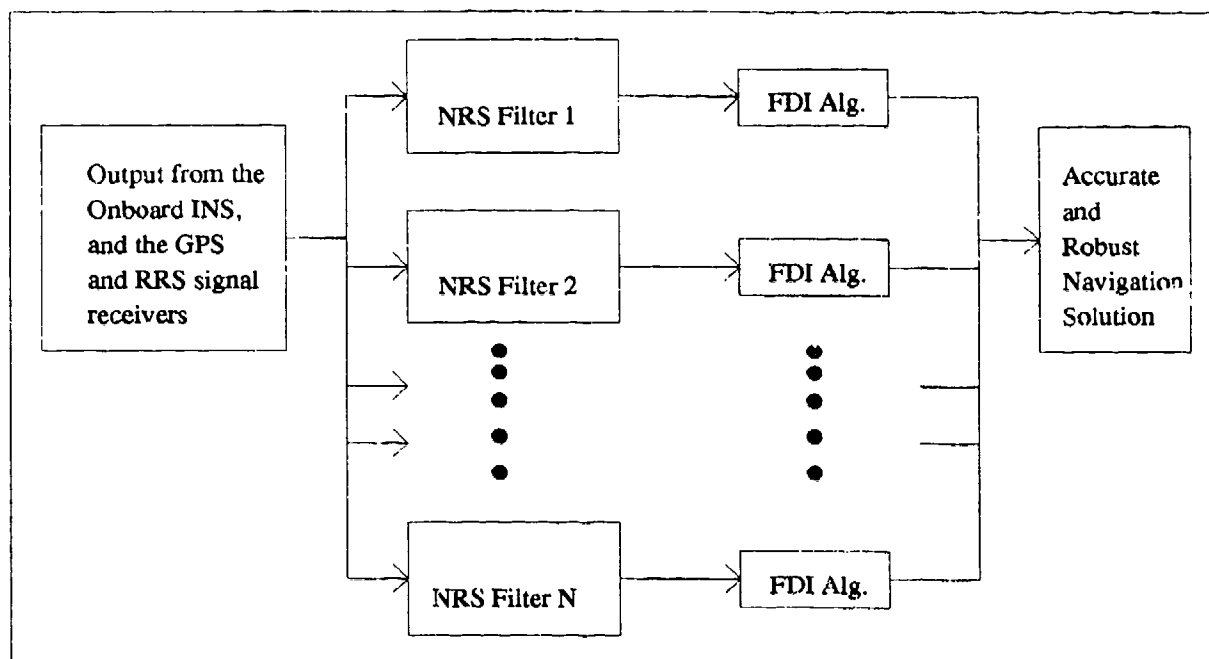 Output from the
Onboard INS,
and the GPS
and RRS signal
receivers
NRS Filter 1
FDI Alg.
NRS Filter 2
FDI Alg.
NRS Filter N
FDI Alg.
Accurate
and
Robust
Navigation
Solution